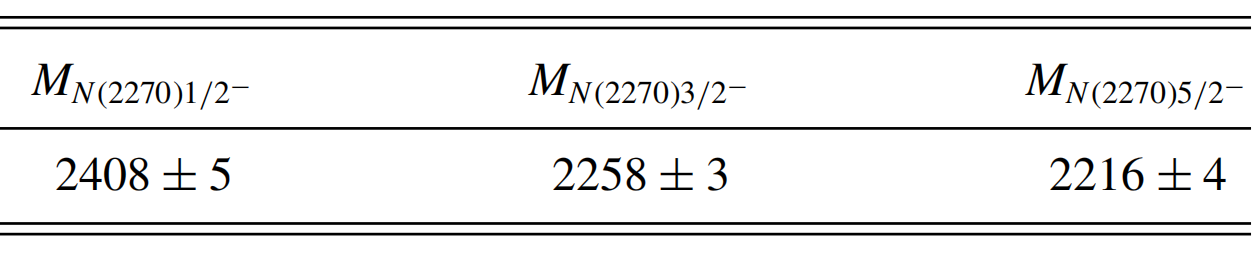 M_{N(2270)1/2^-} M_{N(2270)3/2^-} M_{N(2270)5/2^-}
2408 ± 5 2258 ± 3 2216 ± 4